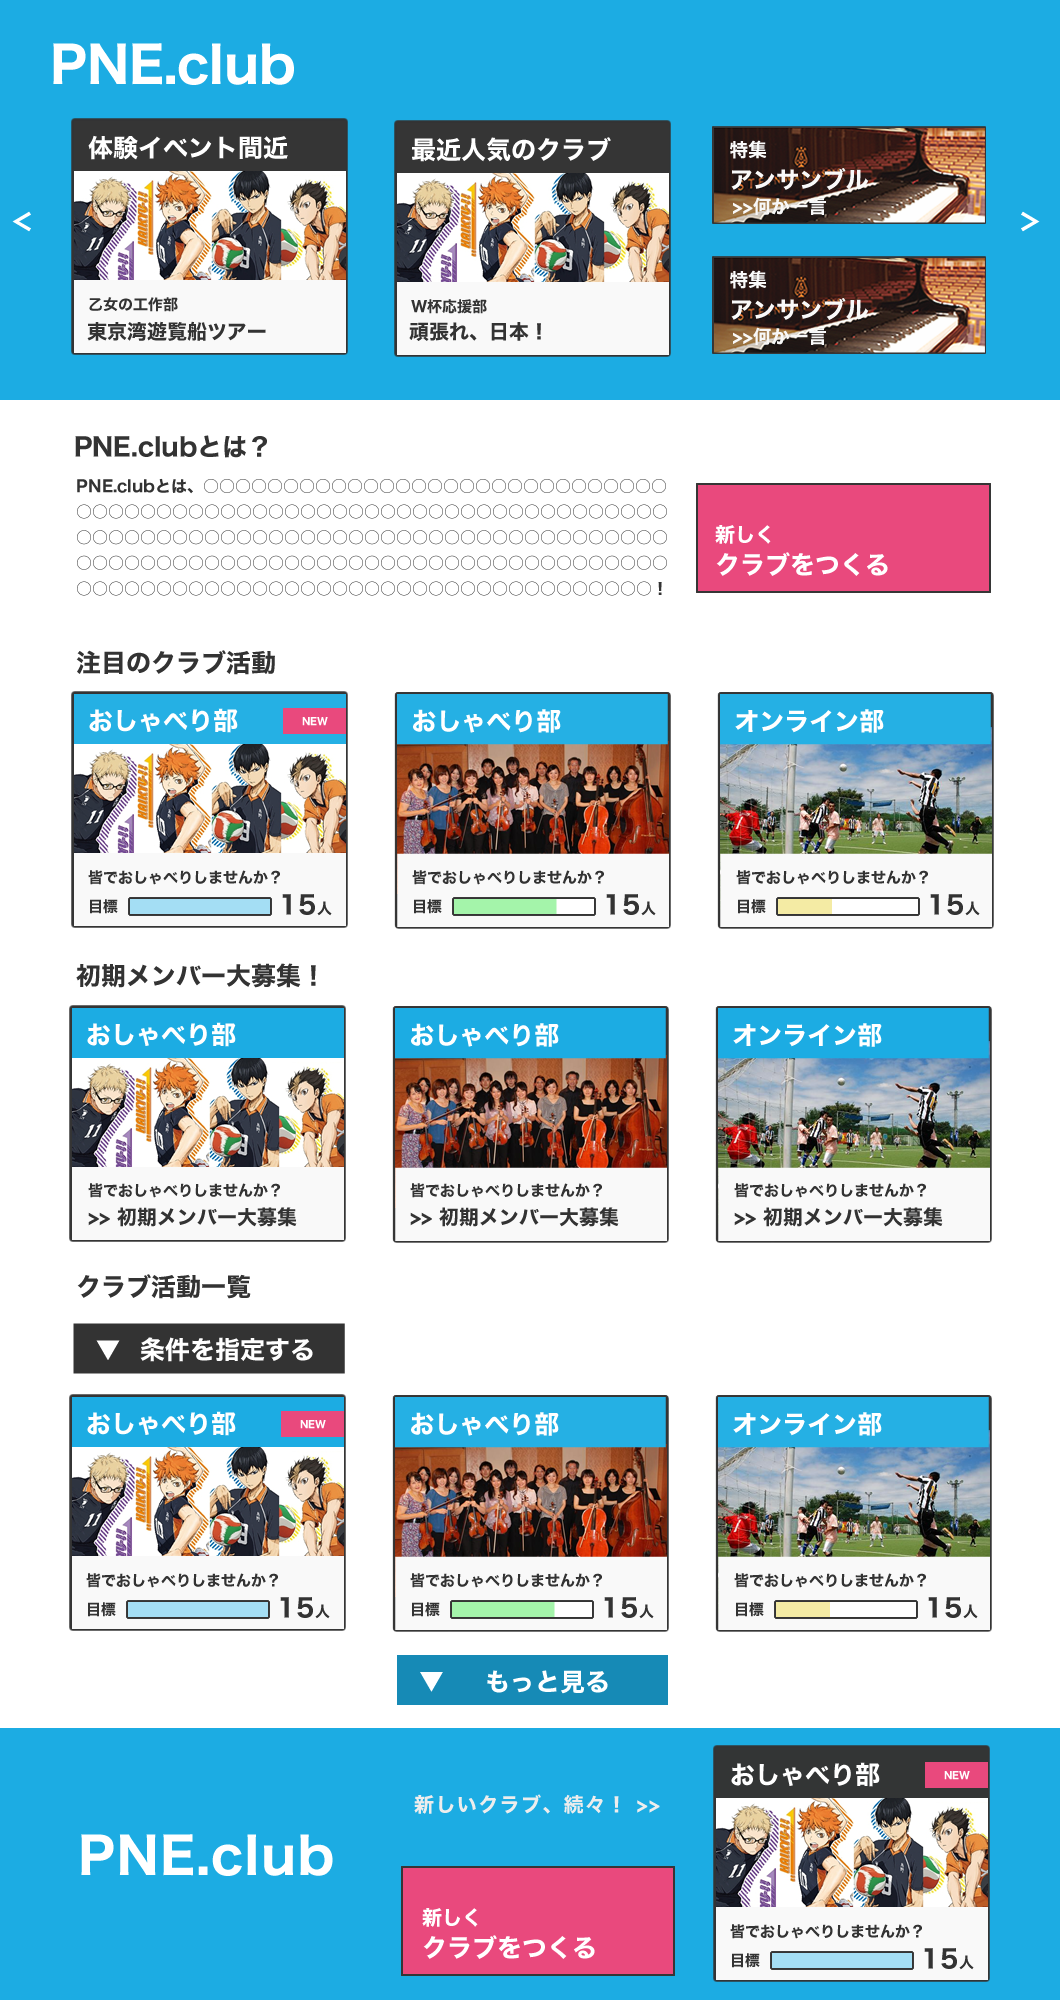 PNE.club
体験イベント間近
乙女の工作部
東京湾遊覧船ツアー
最近人気のクラブ
W杯応援部
頑張れ、日本！
特集
アンサンブル
>>何か一言
特集
アンサンブル
>>何か一言
<
>
PNE.clubとは？
PNE.clubとは、〇〇〇〇〇〇〇〇〇〇〇〇〇〇〇〇〇〇〇〇〇〇〇〇〇〇〇〇〇
〇〇〇〇〇〇〇〇〇〇〇〇〇〇〇〇〇〇〇〇〇〇〇〇〇〇〇〇〇〇〇〇〇〇〇〇〇
〇〇〇〇〇〇〇〇〇〇〇〇〇〇〇〇〇〇〇〇〇〇〇〇〇〇〇〇〇〇〇〇〇〇〇〇〇
〇〇〇〇〇〇〇〇〇〇〇〇〇〇〇〇〇〇〇〇〇〇〇〇〇〇〇〇〇〇〇〇〇〇〇〇〇
〇〇〇〇〇〇〇〇〇〇〇〇〇〇〇〇〇〇〇〇〇〇〇〇〇〇〇〇〇〇〇〇〇〇〇〇！
新しく
クラブをつくる
注目のクラブ活動
おしゃべり部
NEW
皆でおしゃべりしませんか？
目標 15人
おしゃべり部
皆でおしゃべりしませんか？
目標 15人
オンライン部
皆でおしゃべりしませんか？
目標 15人
初期メンバー大募集！
おしゃべり部
皆でおしゃべりしませんか？
>> 初期メンバー大募集
おしゃべり部
皆でおしゃべりしませんか？
>> 初期メンバー大募集
オンライン部
皆でおしゃべりしませんか？
>> 初期メンバー大募集
クラブ活動一覧
▼ 条件を指定する
おしゃべり部
NEW
皆でおしゃべりしませんか？
目標 15人
おしゃべり部
皆でおしゃべりしませんか？
目標 15人
オンライン部
皆でおしゃべりしませんか？
目標 15人
▼ もっと見る
PNE.club
新しいクラブ、続々！ >>
新しく
クラブをつくる
おしゃべり部
NEW
皆でおしゃべりしませんか？
目標 15人